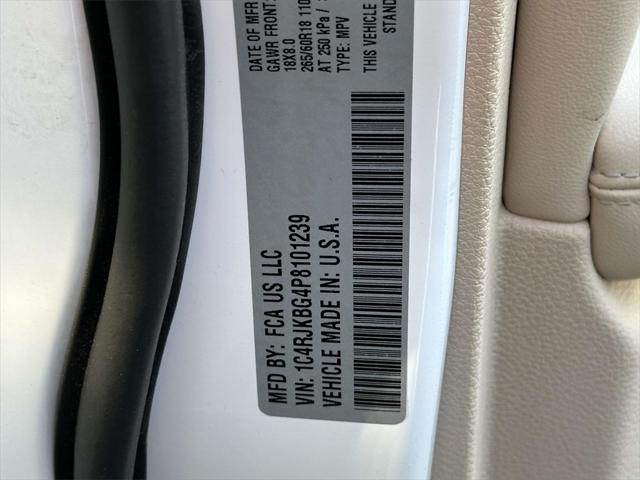 MFD BY: FCA US LLC
DATE OF MFR
GAWR FRONT:
18X8.0
265/60R18 110
AT 250 kPa /
TYPE: MPV
VIN: 1C4RJKBG4P8101239
VEHICLE MADE IN: U.S.A.
THIS VEHICLE
STAND